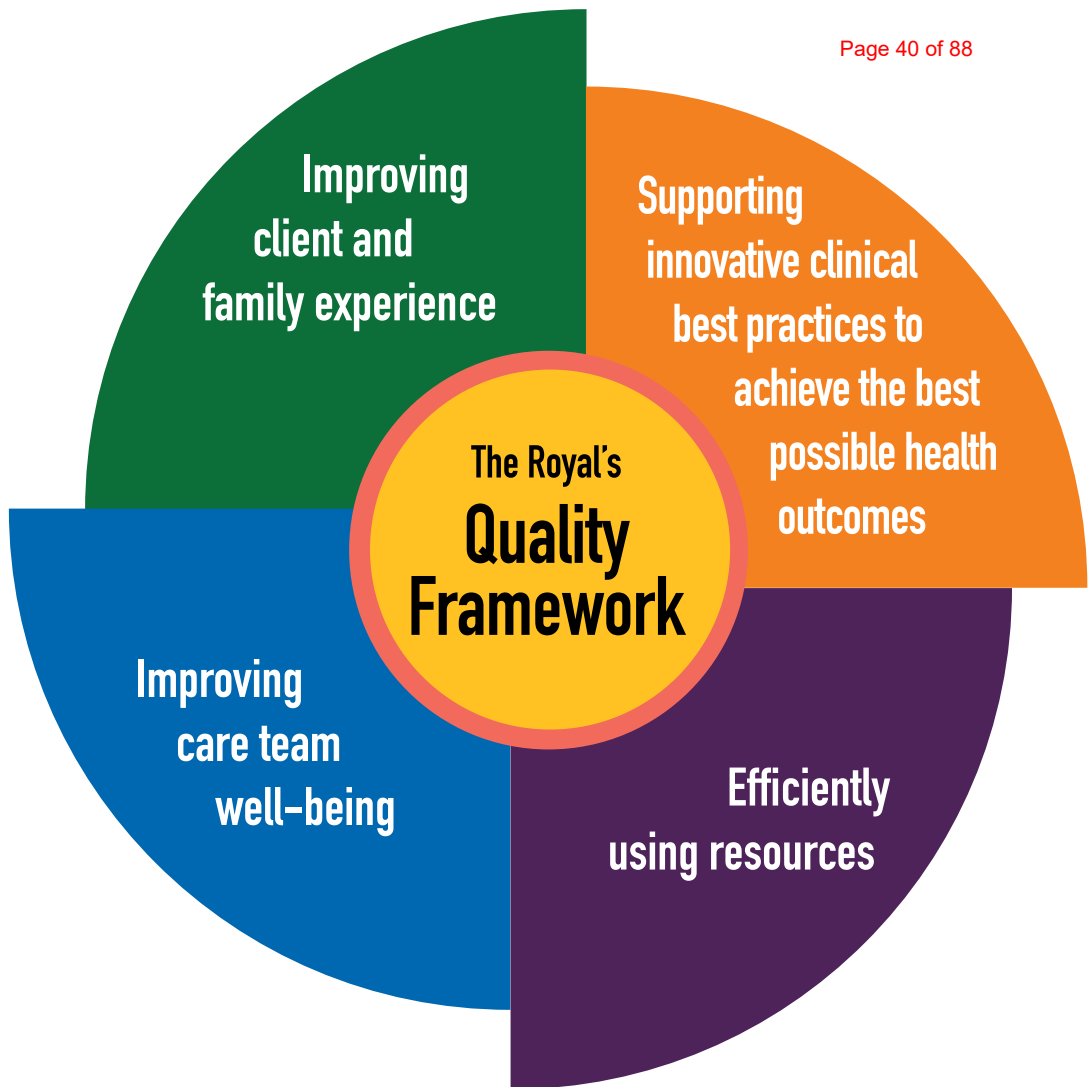 Page 40 of 88
Improving
client and
family experience
Supporting
innovative clinical
best practices to
achieve the best
possible health
outcomes
The Royal's
Quality
Framework
Improving
care team
well-being
Efficiently
using resources